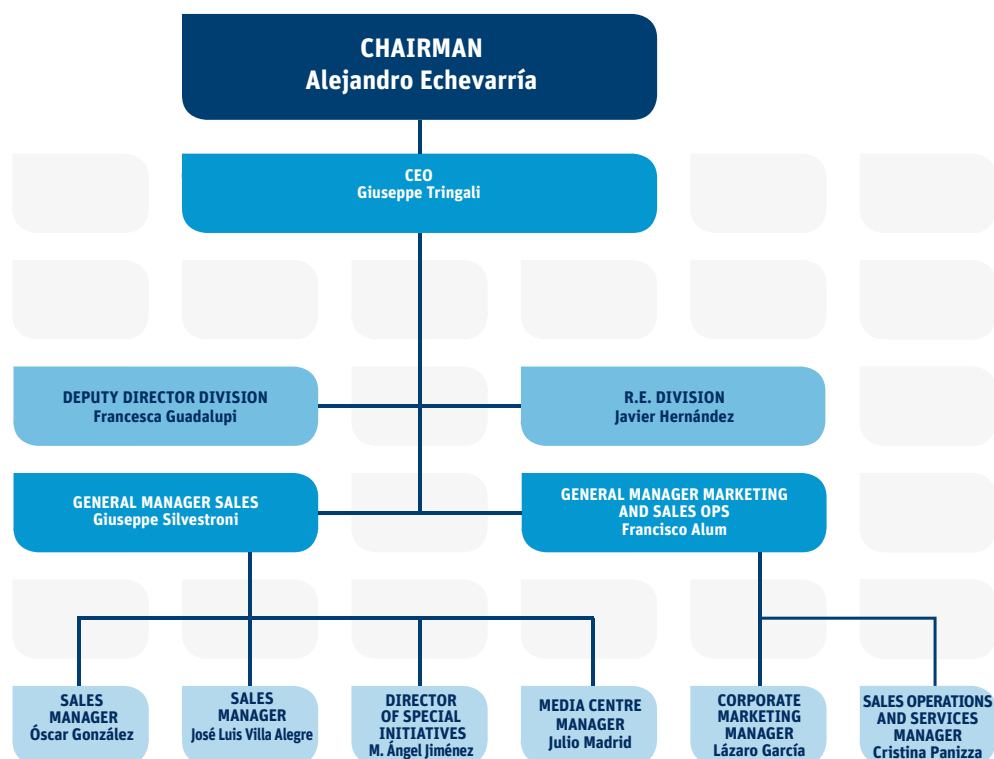 CHAIRMAN
Alejandro Echevarría
CEO
Giuseppe Tringali
DEPUTY DIRECTOR DIVISION
Francesca Guadalupi
R.E. DIVISION
Javier Hernández
GENERAL MANAGER SALES
Giuseppe Silvestroni
GENERAL MANAGER MARKETING
AND SALES OPS
Francisco Alum
SALES
MANAGER
Óscar González
SALES
MANAGER
José Luis Villa Alegre
DIRECTOR
OF SPECIAL
INITIATIVES
M. Ángel Jiménez
MEDIA CENTRE
MANAGER
Julio Madrid
CORPORATE
MARKETING
MANAGER
Lázaro García
SALES OPERATIONS
AND SERVICES
MANAGER
Cristina Panizza